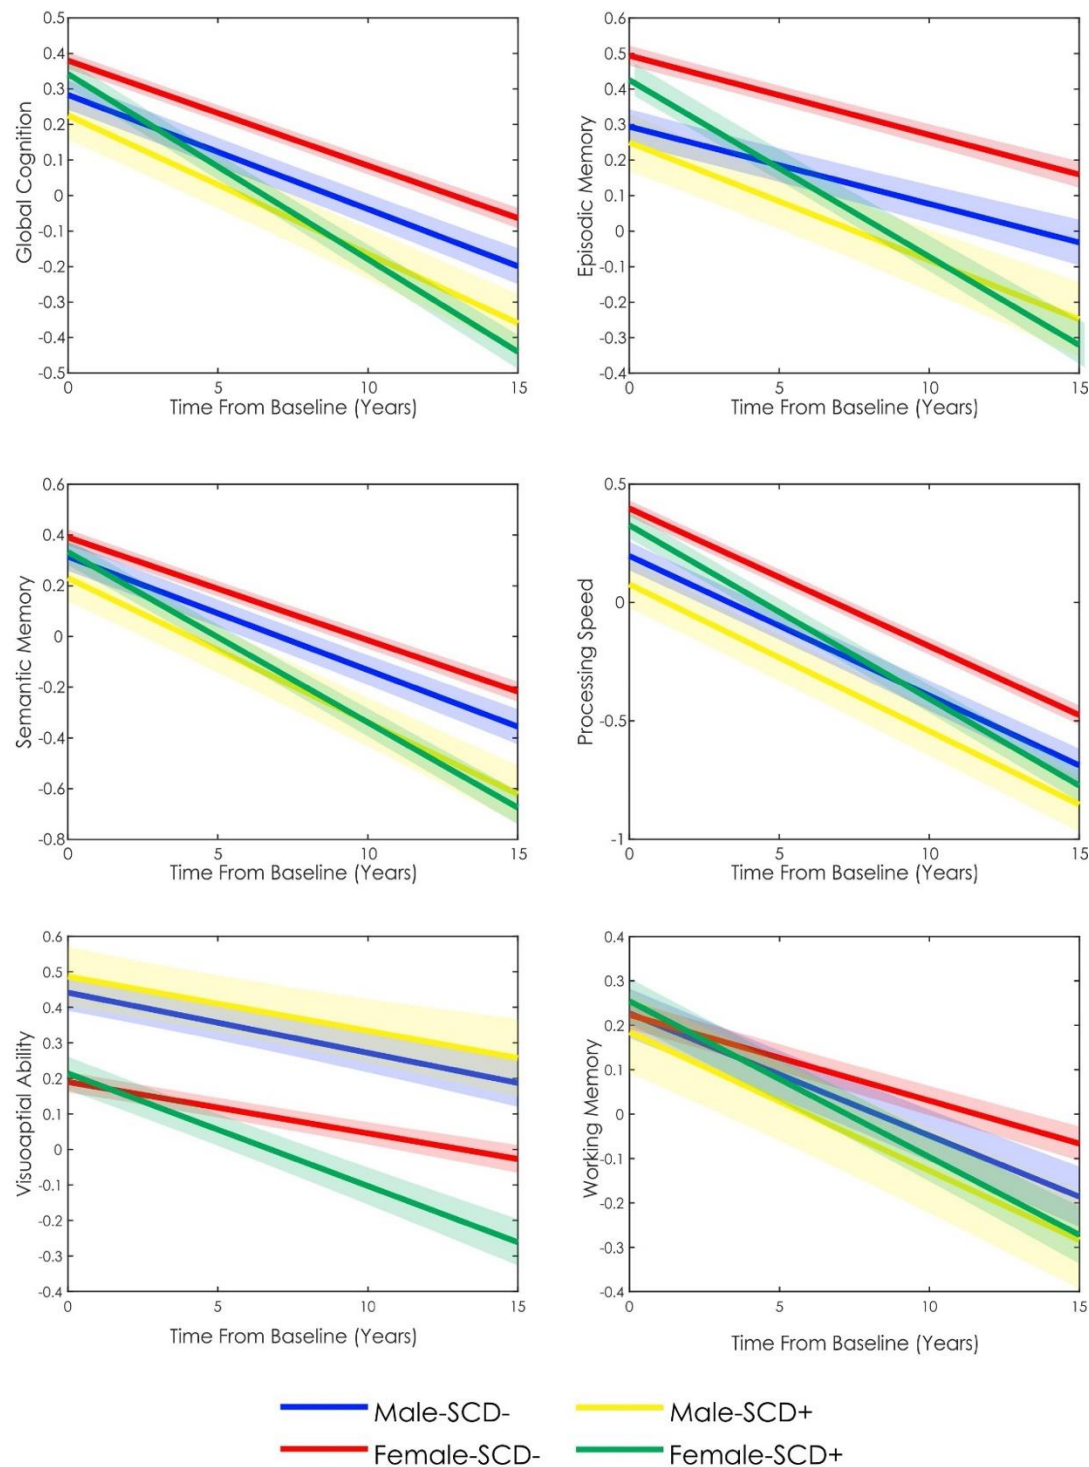 0.5
0.4
0.3
0.2
0.1
0
-0.1
-0.2
-0.3
-0.4
-0.5
Global Cognition
0 5 10 15
Time From Baseline (Years)
0.6
0.5
0.4
0.3
0.2
0.1
0
-0.1
-0.2
-0.3
0.4
Episodic Memory
0 5 10 15
Time From Baseline (Years)
0.6
0.4
0.2
0
-0.2
-0.4
-0.6
-0.8
Semantic Memory
0 5 10 15
Time From Baseline (Years)
0.5
0
-0.5
-1
Processing Speed
0 5 10 15
Time From Baseline (Years)
0.6
0.5
0.4
0.3
0.2
0.1
0
-0.1
-0.2
-0.3
-0.4
Visuoaptial Ability
0 5 10 15
Time From Baseline (Years)
0.4
0.3
0.2
0.1
0
-0.1
-0.2
-0.3
-0.4
Working Memory
0 5 10 15
Time From Baseline (Years)
Male-SCD- Male-SCD+
Female-SCD- Female-SCD+